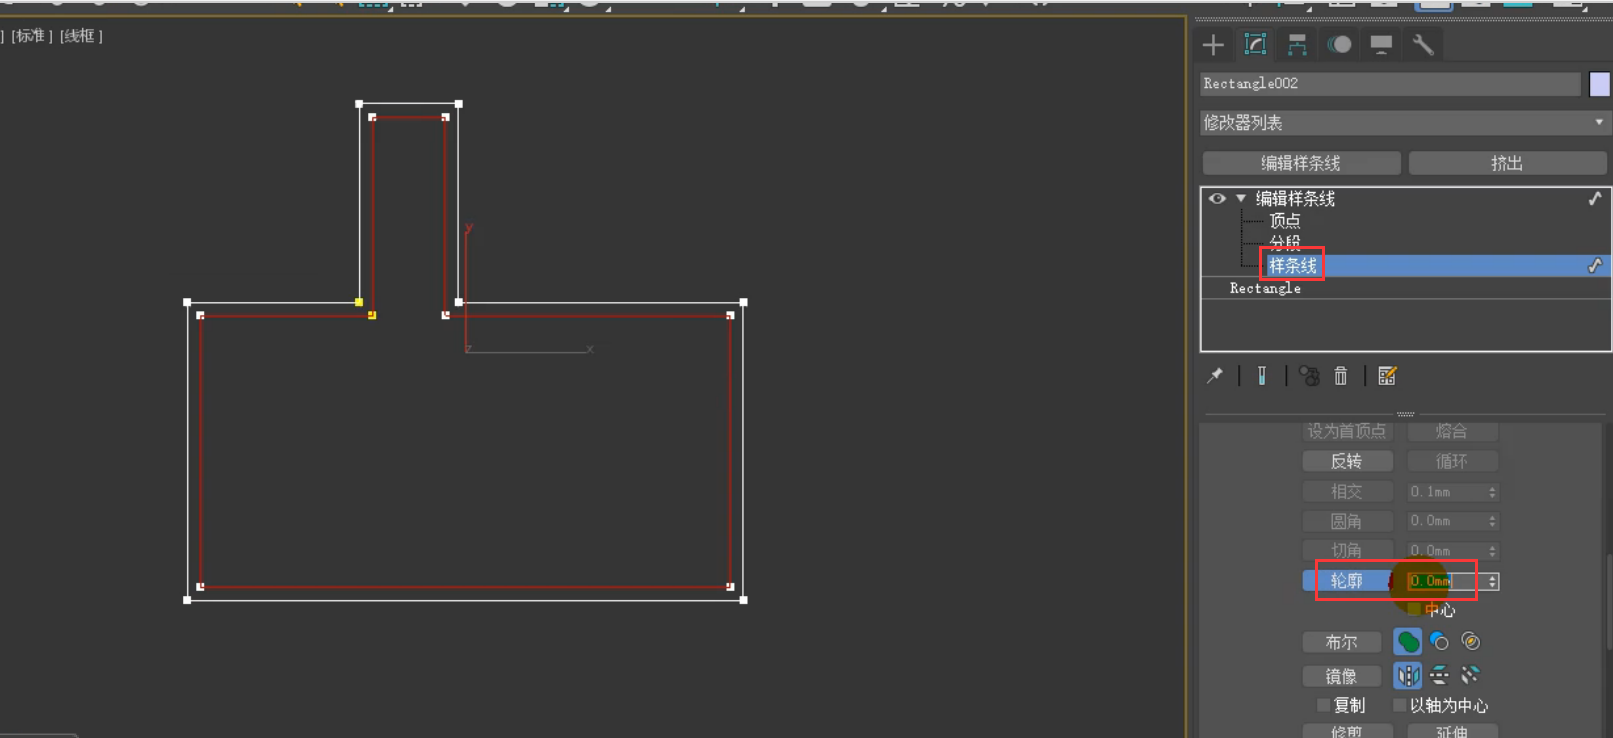 ] [标准 ] [线框 ]
Rectangle002
修改器列表
编辑样条线 挤出
编辑样条线
顶点
分段
样条线
Rectangle
y
z x
设为首顶点 熔合
反转 循环
相交 0.1mm
圆角 0.0mm
切角 0.0mm
轮廓 0.0mm
中心
布尔
镜像
复制 以轴为中心
修剪 延伸